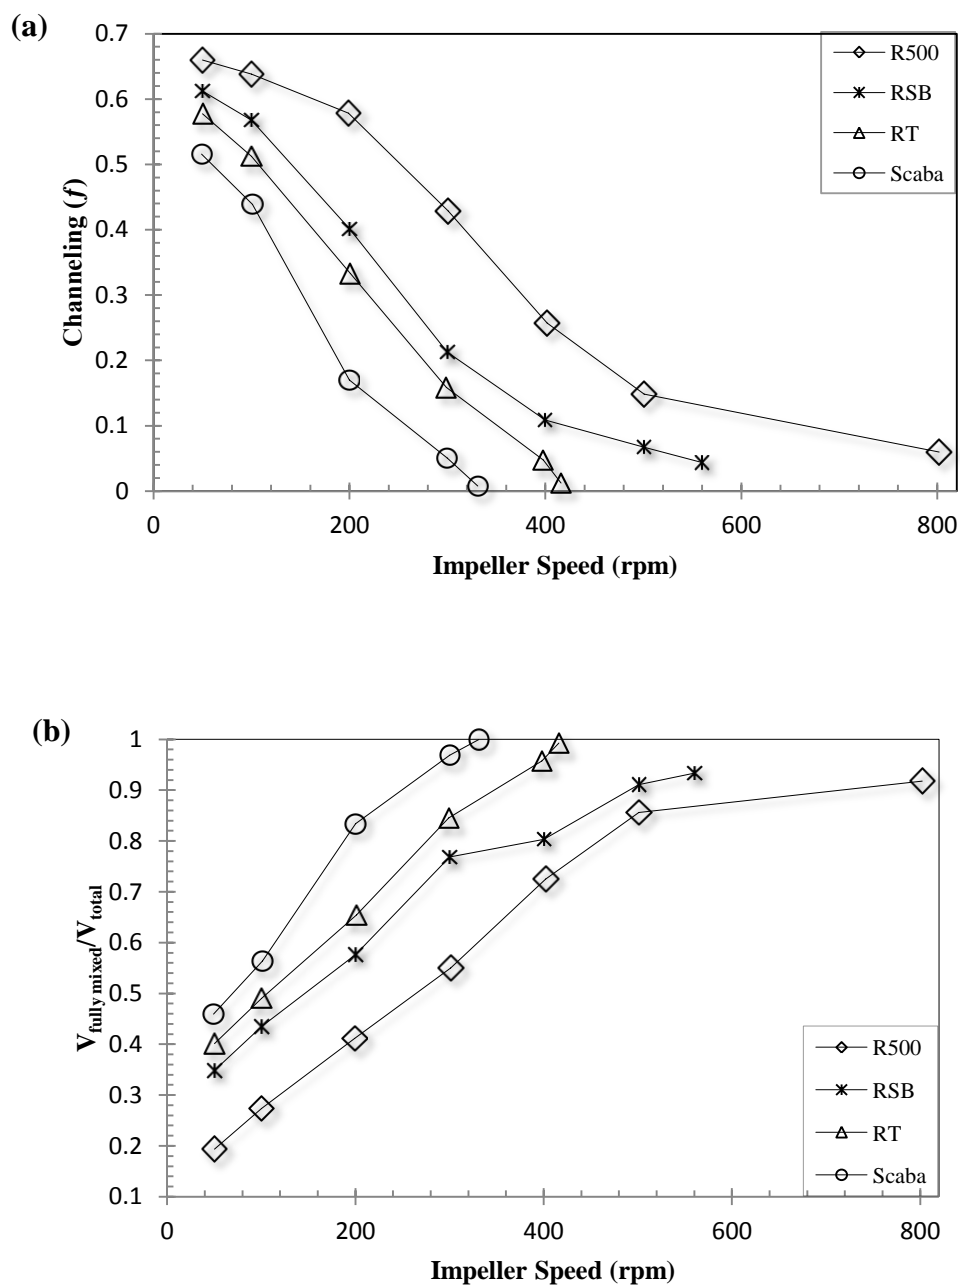 (a)
0.7
0.6
0.5
0.4
0.3
0.2
0.1
0
Channeling (f)
R500
RSB
RT
Scaba
0 200 400 600 800
Impeller Speed (rpm)
(b)
1
0.9
0.8
0.7
0.6
0.5
0.4
0.3
0.2
0.1
Vfully mixed/Vtotal
R500
RSB
RT
Scaba
0 200 400 600 800
Impeller Speed (rpm)